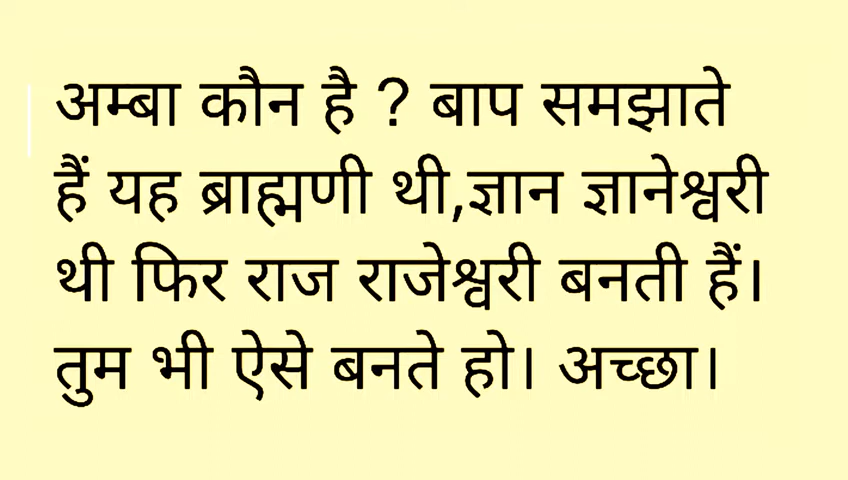 अम्बा कौन है ? बाप समझाते
हैं यह ब्राह्मणी थी,ज्ञान ज्ञानेश्वरी
थी फिर राज राजेश्वरी बनती हैं।
तुम भी ऐसे बनते हो। अच्छा।